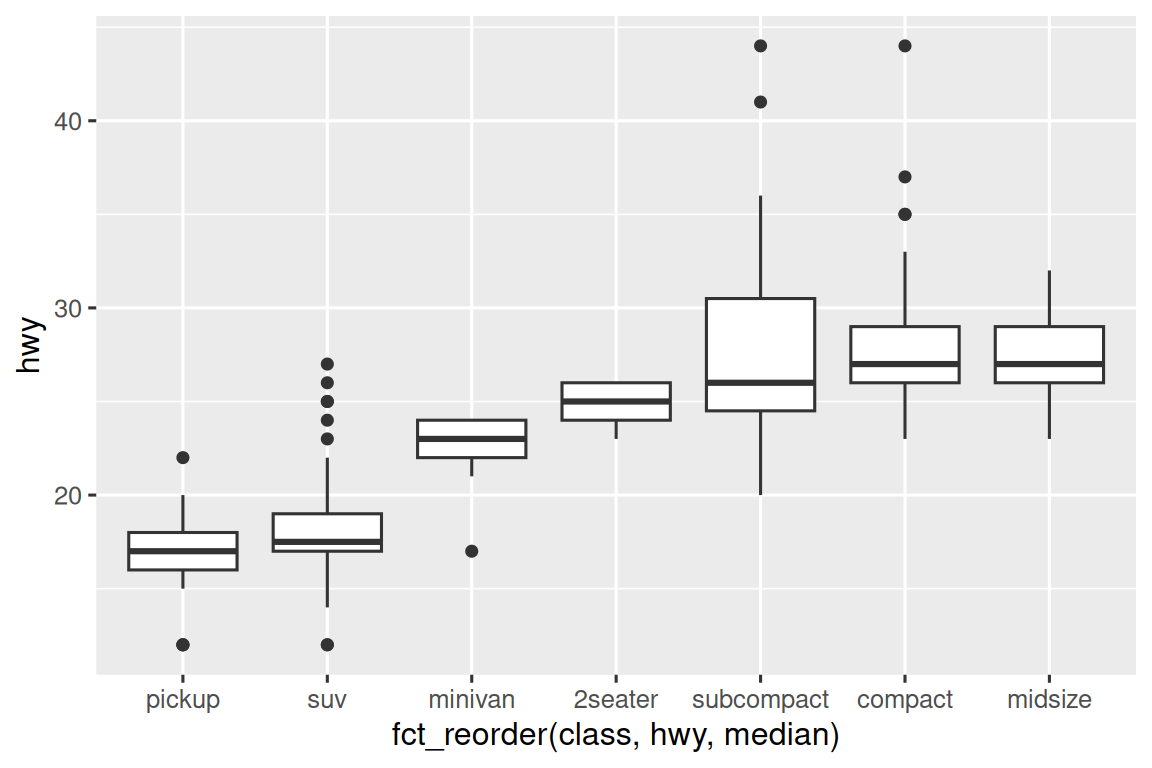 hwy
40
30
20
pickup suv minivan 2seater subcompact compact midsize
fct_reorder(class, hwy, median)